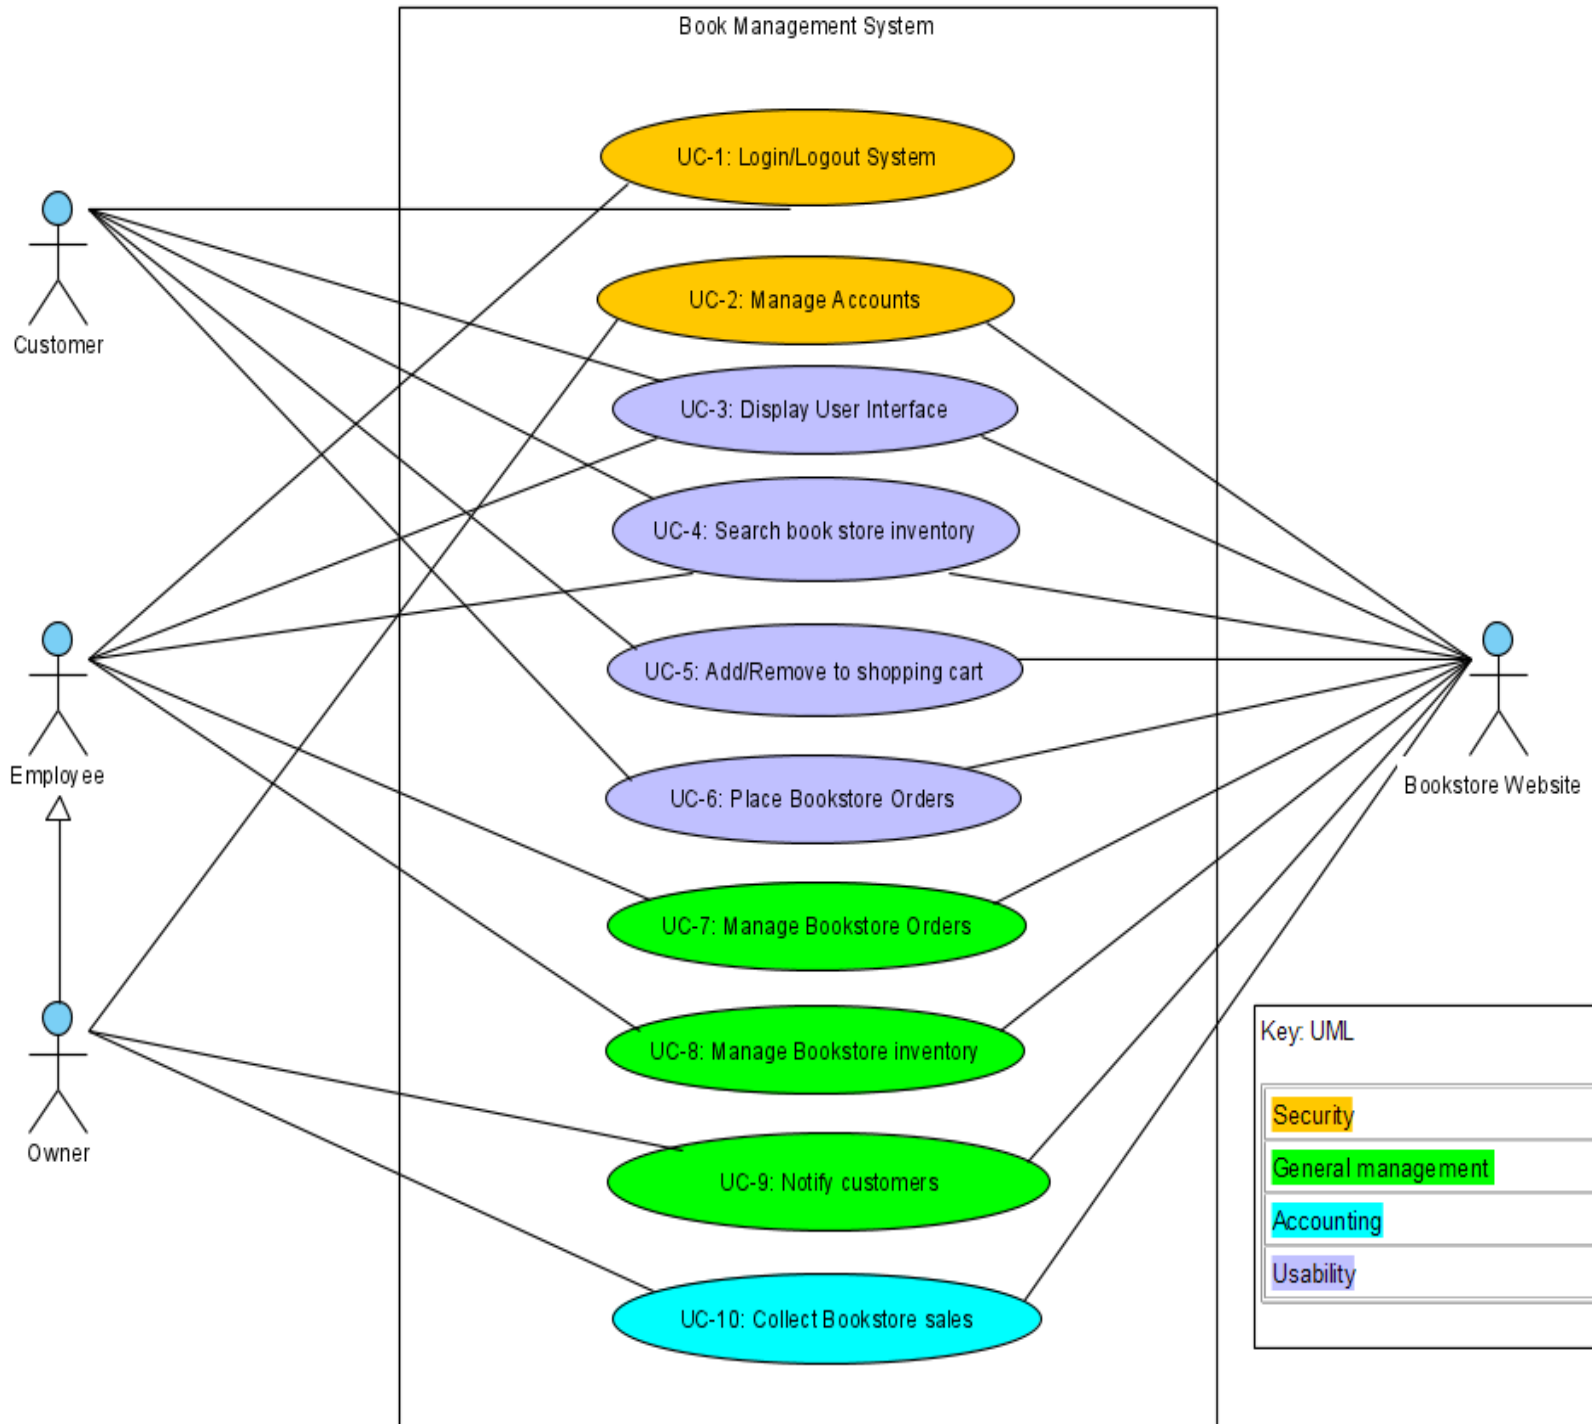 Book Management System
UC-1: Login/Logout System
UC-2: Manage Accounts
Customer
UC-3: Display User Interface
UC-4: Search book store inventory
UC-5: Add/Remove to shopping cart
Employee
Bookstore Website
UC-6: Place Bookstore Orders
UC-7: Manage Bookstore Orders
UC-8: Manage Bookstore inventory
Owner
UC-9: Notify customers
UC-10: Collect Bookstore sales
Key: UML
Security
General management
Accounting
Usability